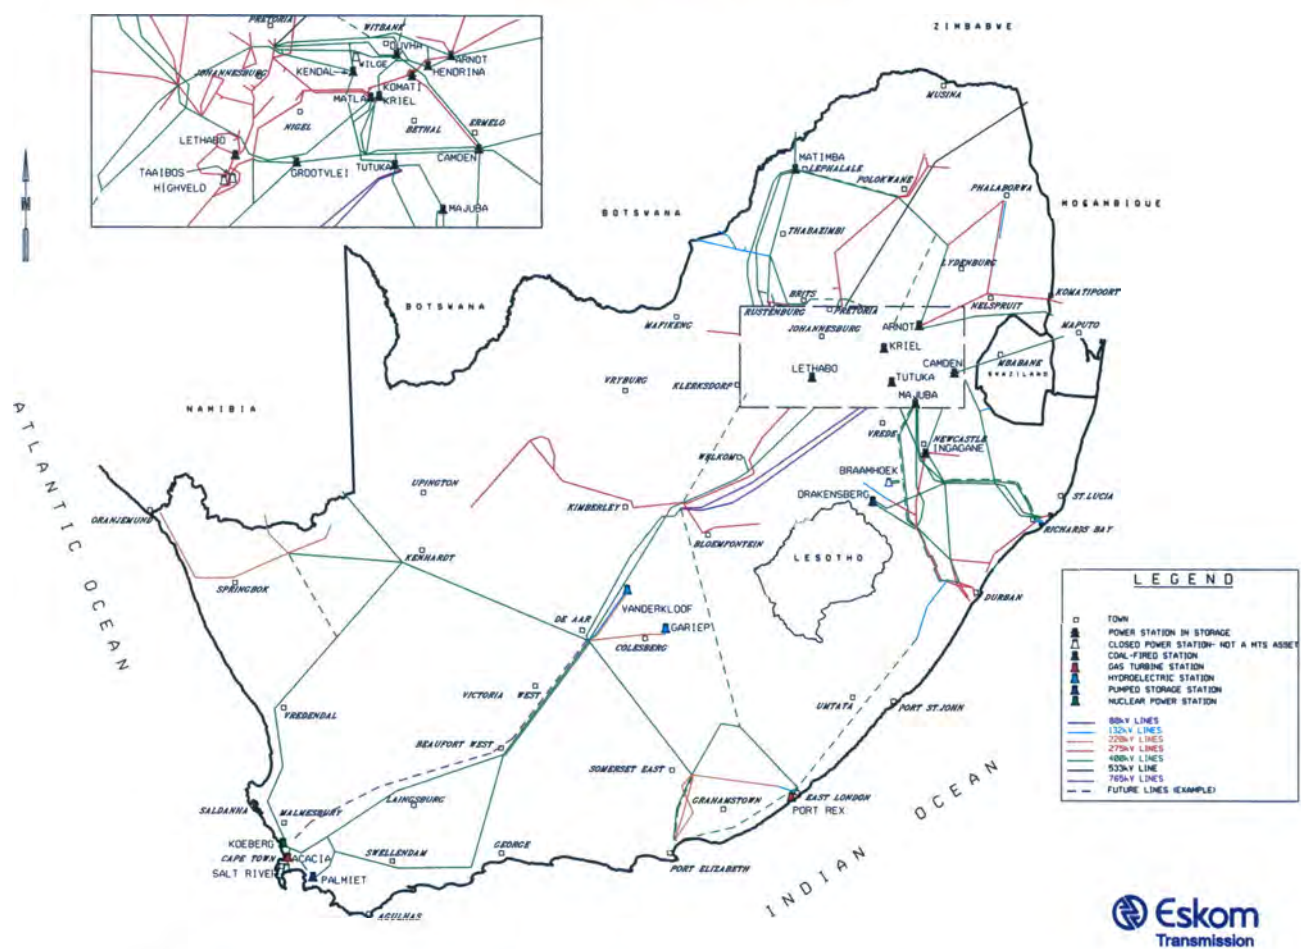 ZIMBABWE
PRETORIA
WITBANK
DUVHA
WILGE
ARNOT
HENDRINA
JOHANNESBURG
KENDAL
KOMATI
MATLA
KRIEL
NIGEL
BETHAL
ERMELO
LETHABO
CAMDEN
TAAIBOS
HIGHVELD
GROOTVLEI
TUTUKA
MAJUBA
N
MUSINA
MATIMBA
LEPHALALE
POLOKWANE
PHALABORWA
BOTSWANA
MOÇAMBIQUE
THABAZIMBI
LYDENBURG
BOTSWANA
BRITS
NELSPRUIT
KOMATIPOORT
RUSTENBURG
PRETORIA
MAFIKENG
JOHANNESBURG
ARNOT
MAPUTO
KRIEL
MBABANE
SWAZILAND
CAMDEN
LETHABO
TUTUKA
KLERKSDORP
VRYBURG
MAJUBA
NAMIBIA
ATLANTIC OCEAN
VREDE
NEWCASTLE
INGAGANE
WELKOM
BRAAMHOEK
UPINGTON
DRAKENSBERG
ST.LUCIA
ORANJEMUND
KIMBERLEY
RICHARDS BAY
BLOEMFONTEIN
KENHARDT
LESOTHO
SPRINGBOK
DURBAN
VANDERKLOOF
DE AAR
GARIEP
COLESBERG
VICTORIA WEST
UMTATA
PORT ST.JOHN
VREDENDAL
BEAUFORT WEST
SOMERSET EAST
INDIAN OCEAN
SALDANHA
MALMESBURY
LAINGSBURG
GRAHAMSTOWN
EAST LONDON
PORT REX
KOEBERG
CAPE TOWN
ACACIA
SWELLENDAM
GEORGE
PORT ELIZABETH
SALT RIVER
PALMIET
AGULHAS
LEGEND
TOWN
POWER STATION IN STORAGE
CLOSED POWER STATION- NOT A MTS ASSET
COAL-FIRED STATION
GAS TURBINE STATION
HYDROELECTRIC STATION
PUMPED STORAGE STATION
NUCLEAR POWER STATION
88kV LINES
132kV LINES
220kV LINES
275kV LINES
400kV LINES
533kV LINE
765kV LINES
FUTURE LINES (EXAMPLE)
Eskom
Transmission